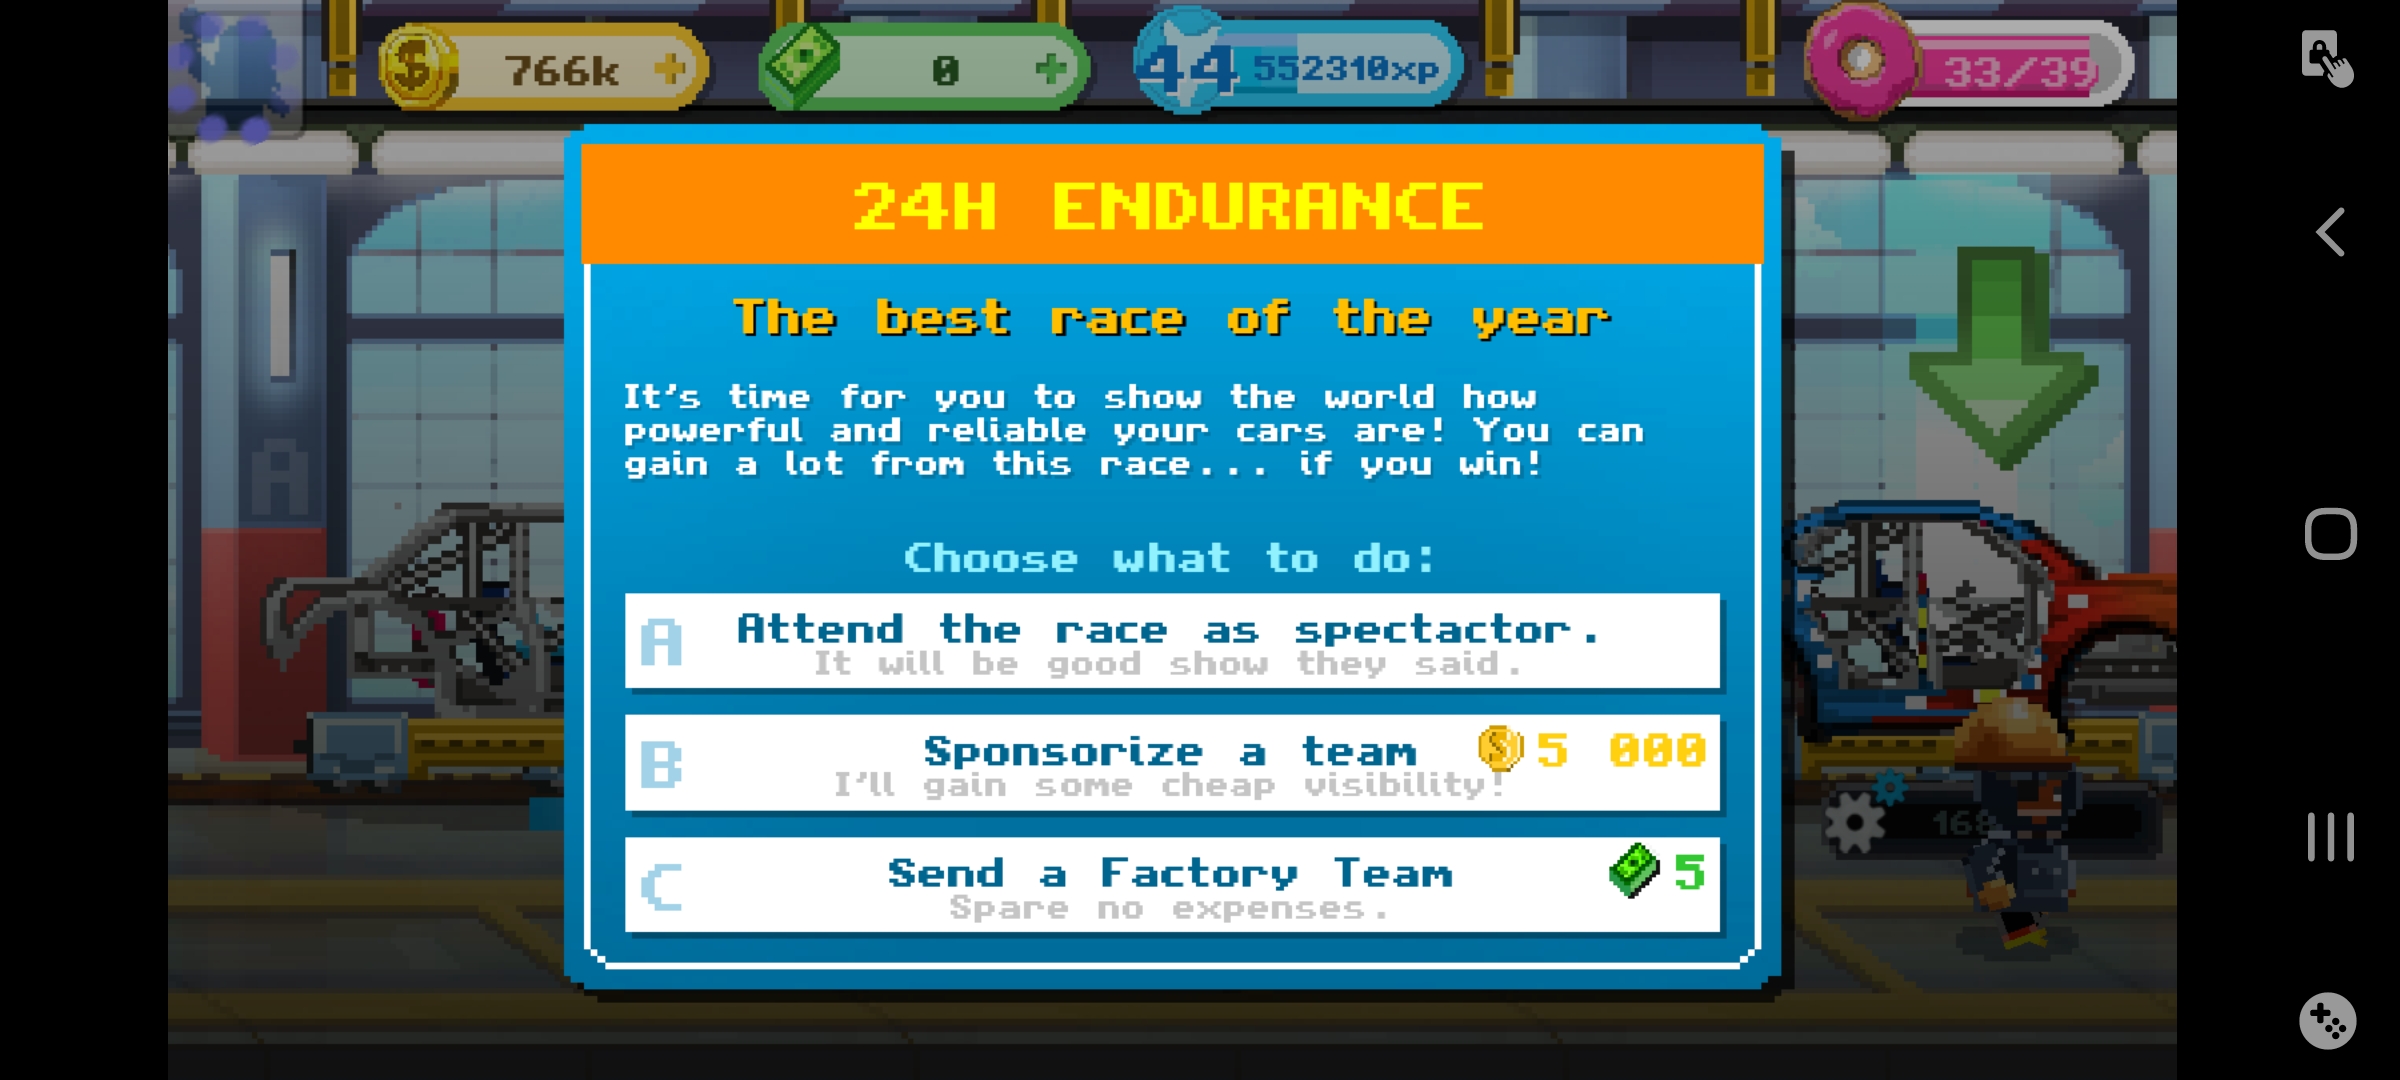 766k
0
44 552310xp
33/39
24H ENDURANCE
The best race of the year
It's time for you to show the world how
powerful and reliable your cars are! You can
gain a lot from this race... if you win!
Choose what to do:
A Attend the race as spectactor.
It will be good show they said.
B Sponsorize a team 5 000
I'll gain some cheap visibility!
C Send a Factory Team 5
Spare no expenses.
A
168